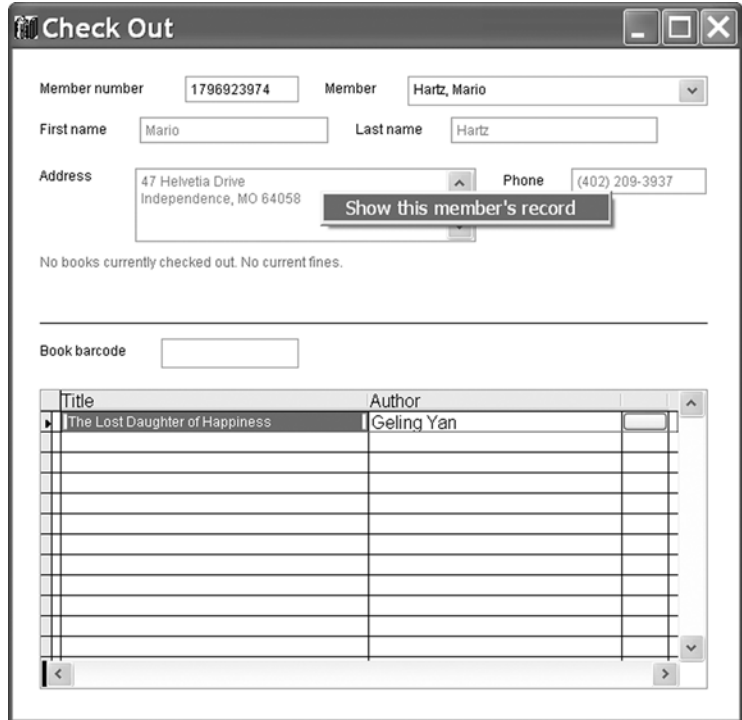 Check Out
Member number 1796923974 Member Hartz, Mario
First name Mario Last name Hartz
Address 47 Helvetia Drive Phone (402) 209-3937
Independence, MO 64058
Show this member's record
No books currently checked out. No current fines.
Book barcode
Title Author
The Lost Daughter of Happiness Geling Yan